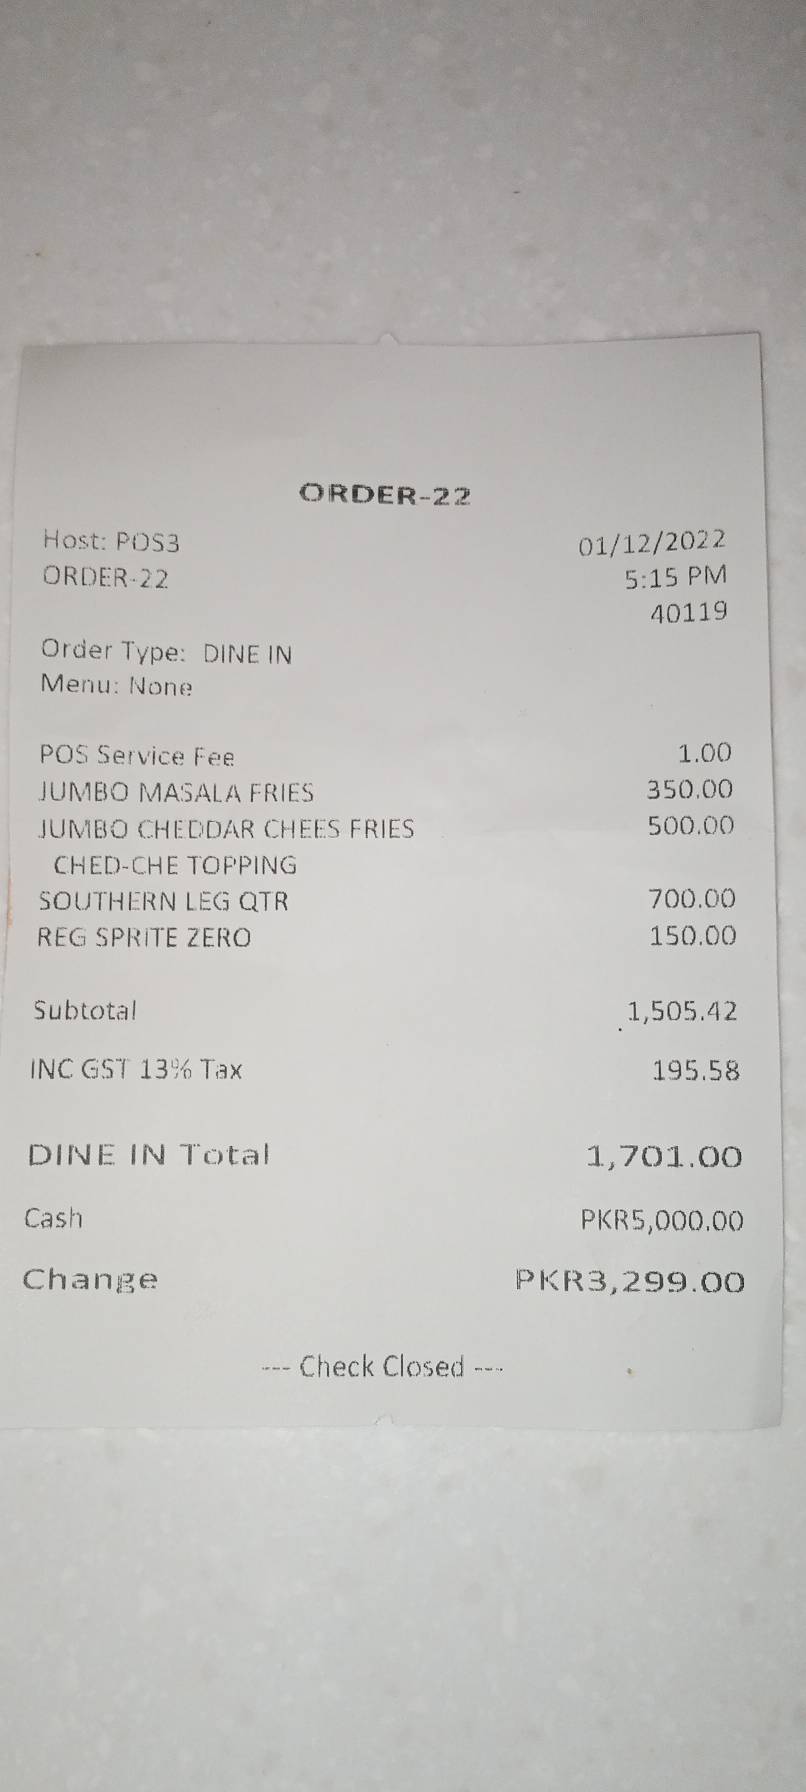 ORDER-22
Host: POS3 01/12/2022
ORDER-22 5:15 PM
40119
Order Type: DINE IN
Menu: None
POS Service Fee 1.00
JUMBO MASALA FRIES 350.00
JUMBO CHEDDAR CHEES FRIES 500.00
CHED-CHE TOPPING
SOUTHERN LEG QTR 700.00
REG SPRITE ZERO 150.00
Subtotal 1,505.42
INC GST 13% Tax 195.58
DINE IN Total 1,701.00
Cash PKR5,000.00
Change PKR3,299.00
--- Check Closed ---